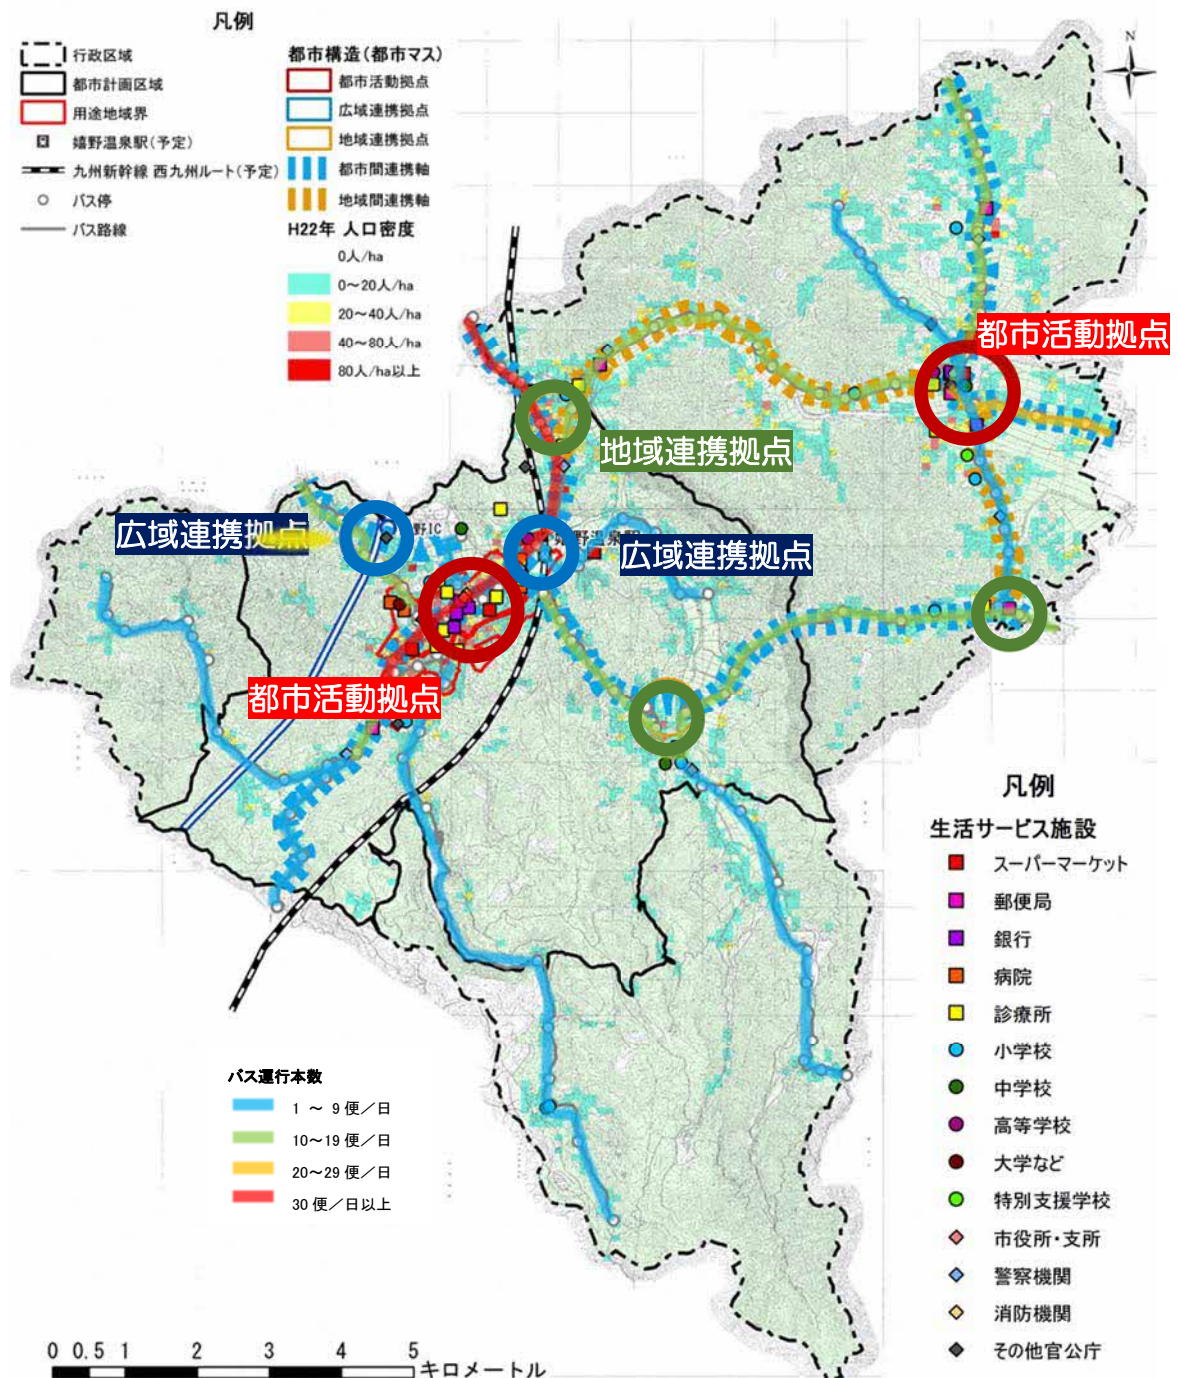 凡例
行政区域
都市計画区域
用途地域界
嬉野温泉駅(予定)
九州新幹線 西九州ルート(予定)
バス停
バス路線
都市構造(都市マス)
都市活動拠点
広域連携拠点
地域連携拠点
都市間連携軸
地域間連携軸
H22年 人口密度
0人/ha
0～20人/ha
20～40人/ha
40～80人/ha
80人/ha以上
N
都市活動拠点
地域連携拠点
広域連携拠点
野IC
嬉野温泉駅
広域連携拠点
都市活動拠点
凡例
生活サービス施設
スーパーマーケット
郵便局
銀行
病院
診療所
小学校
中学校
高等学校
大学など
特別支援学校
市役所・支所
警察機関
消防機関
その他官公庁
バス運行本数
1 ～ 9 便／日
10～19 便／日
20～29 便／日
30 便／日以上
0 0.5 1 2 3 4 5
キロメートル